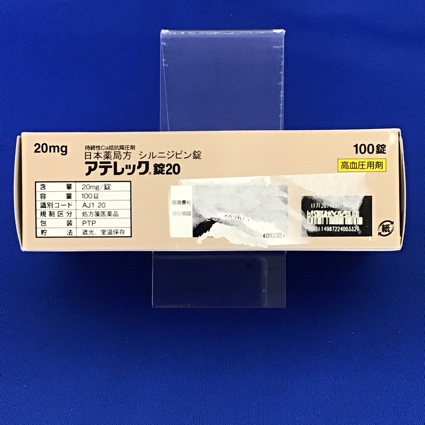 20mg
持続性Ca拮抗降圧剤
日本薬局方 シルニジピン錠
アテレック®錠20
100錠
高血圧用剤
含 量 20mg/錠
容 量 100錠
識別コード AJ1 20
規制区分 処方箋医薬品
包 装 PTP
貯 法 遮光、室温保存
製造番号
紙